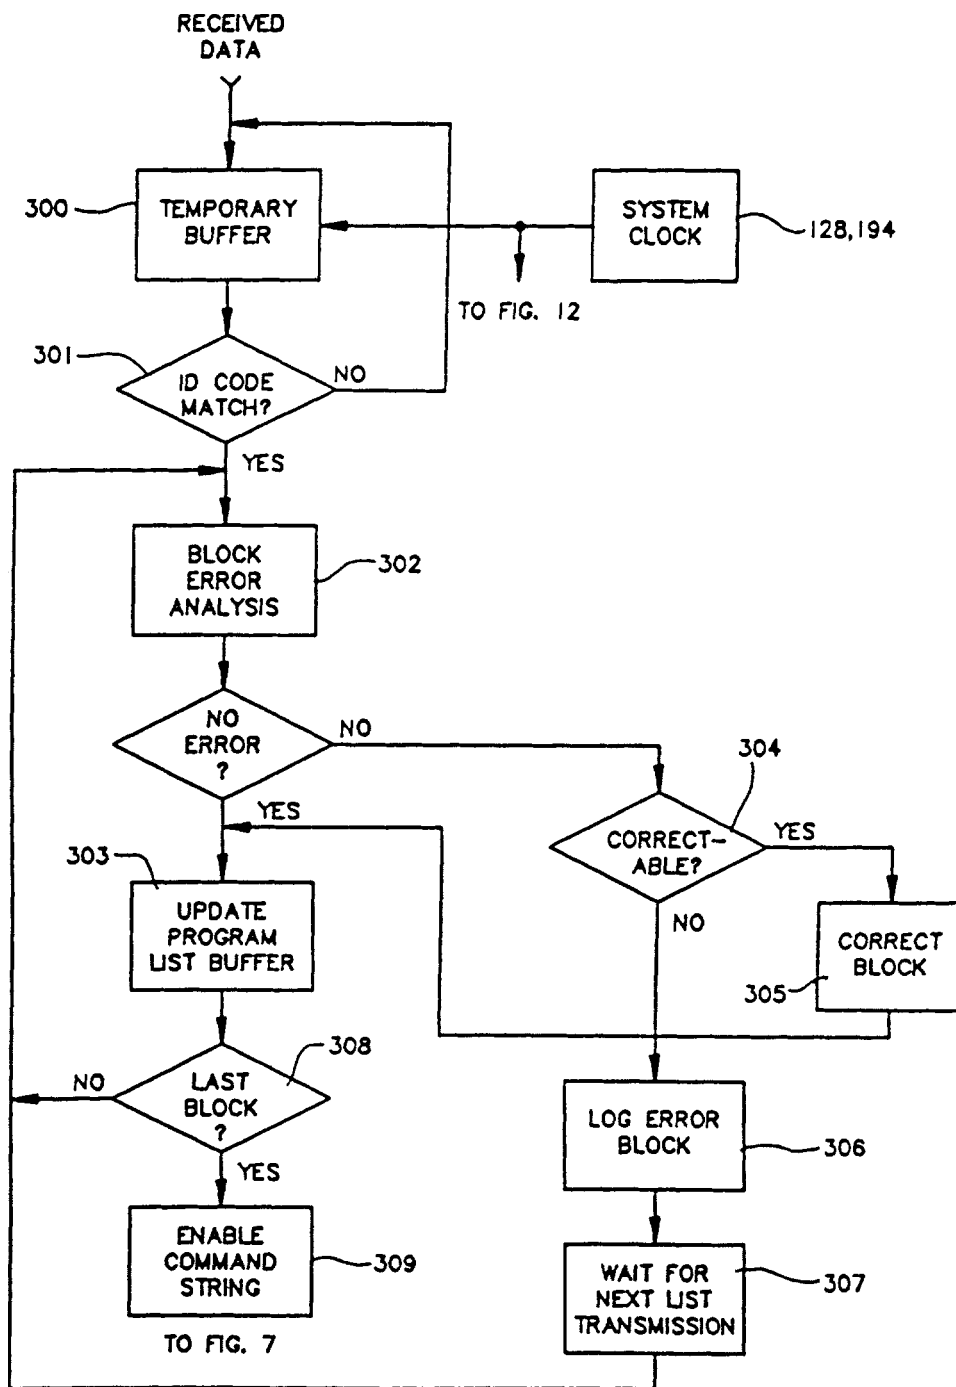 RECEIVED
DATA
300
TEMPORARY
BUFFER
SYSTEM
CLOCK
128,194
TO FIG. 12
301
ID CODE
MATCH?
NO
YES
BLOCK
ERROR
ANALYSIS
302
NO
ERROR
?
NO
YES
304
CORRECT-
ABLE?
YES
NO
303
UPDATE
PROGRAM
LIST BUFFER
CORRECT
BLOCK
305
308
LAST
BLOCK
?
NO
YES
LOG ERROR
BLOCK
306
ENABLE
COMMAND
STRING
309
WAIT FOR
NEXT LIST
TRANSMISSION
307
TO FIG. 7